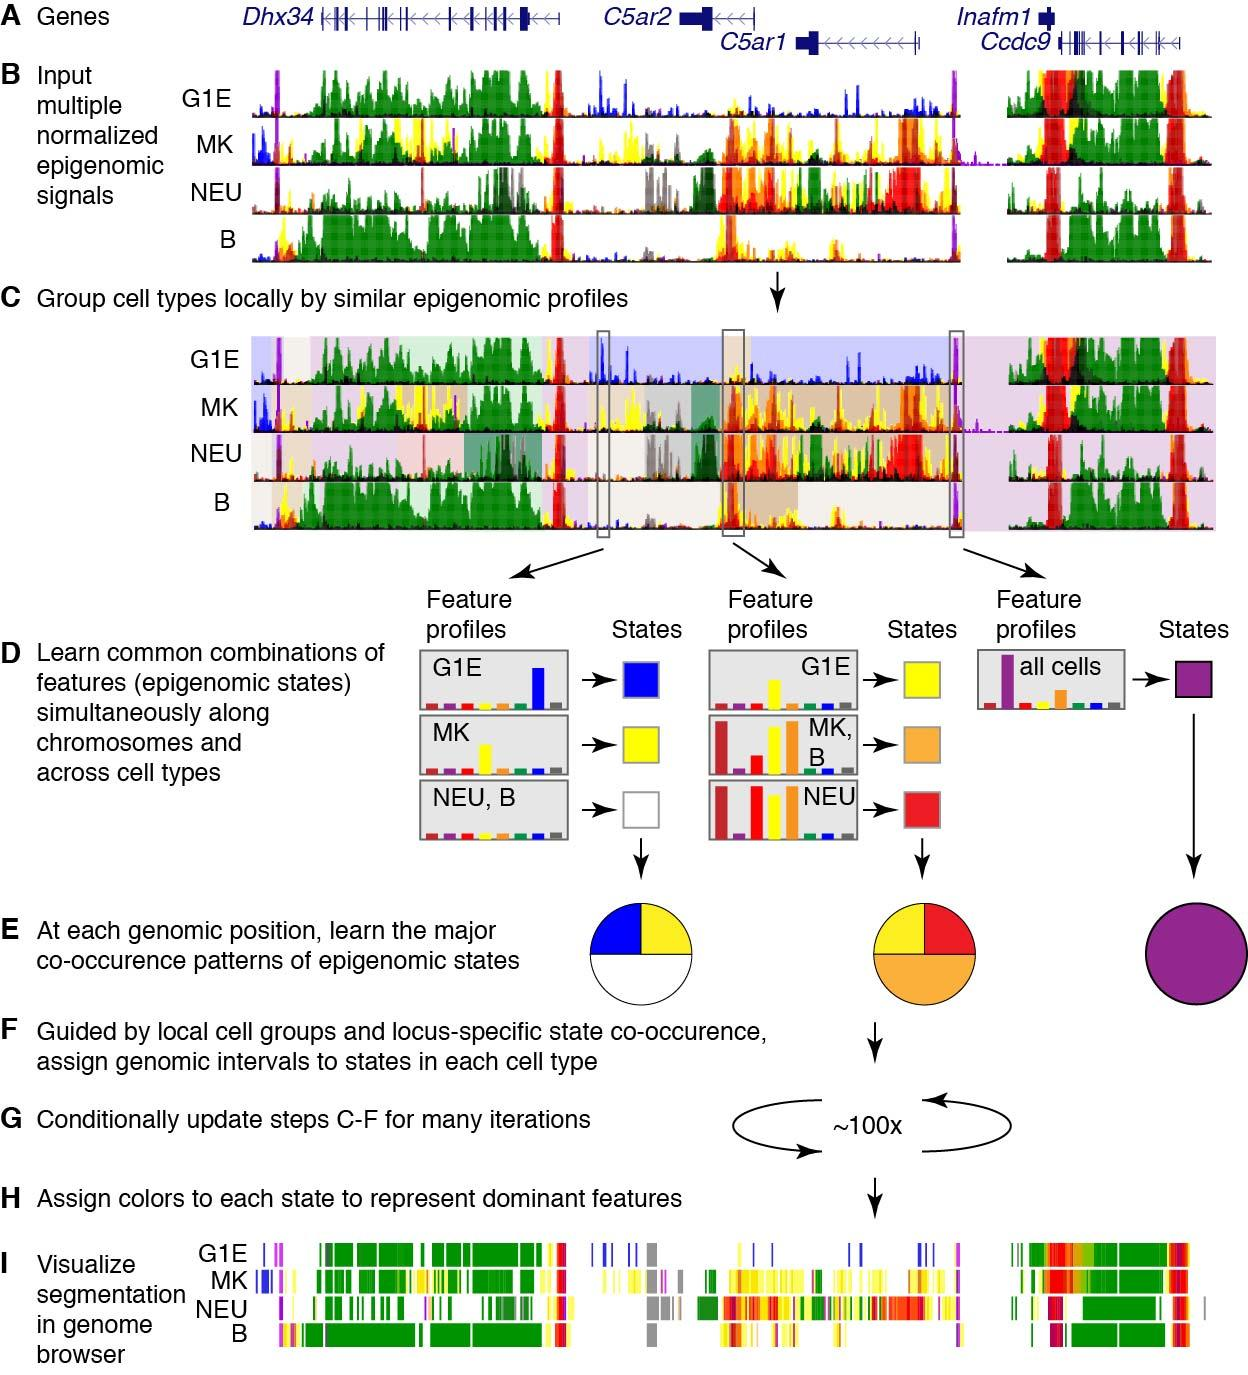 A Genes
Dhx34
C5ar2
C5ar1
Inafm1
Ccdc9
B Input
multiple
normalized
epigenomic
signals
G1E
MK
NEU
B
C Group cell types locally by similar epigenomic profiles
G1E
MK
NEU
B
Feature
profiles
States
Feature
profiles
States
Feature
profiles
States
D Learn common combinations of
features (epigenomic states)
simultaneously along
chromosomes and
across cell types
G1E
MK
NEU, B
G1E
MK,
B
NEU
all cells
E At each genomic position, learn the major
co-occurence patterns of epigenomic states
F Guided by local cell groups and locus-specific state co-occurence,
assign genomic intervals to states in each cell type
G Conditionally update steps C-F for many iterations
~100x
H Assign colors to each state to represent dominant features
I Visualize
segmentation
in genome
browser
G1E
MK
NEU
B